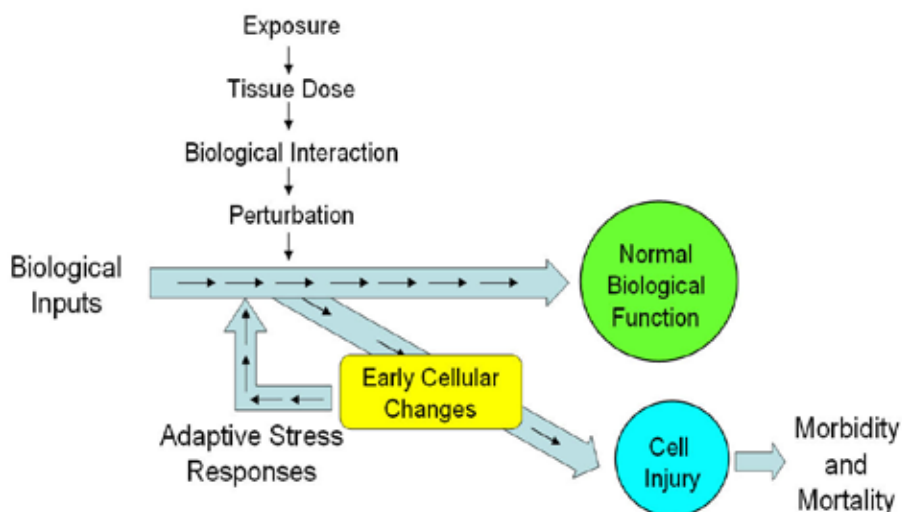 Exposure
Tissue Dose
Biological Interaction
Perturbation
Biological
Inputs
Normal
Biological
Function
Early Cellular
Changes
Adaptive Stress
Responses
Cell
Injury
Morbidity
and
Mortality